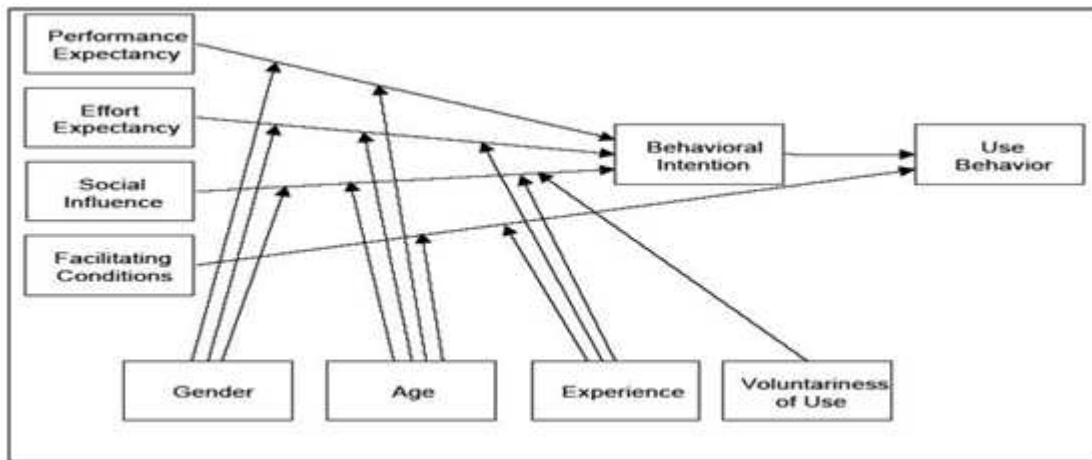 Performance
Expectancy
Effort
Expectancy
Social
Influence
Facilitating
Conditions
Behavioral
Intention
Use
Behavior
Gender
Age
Experience
Voluntariness
of Use